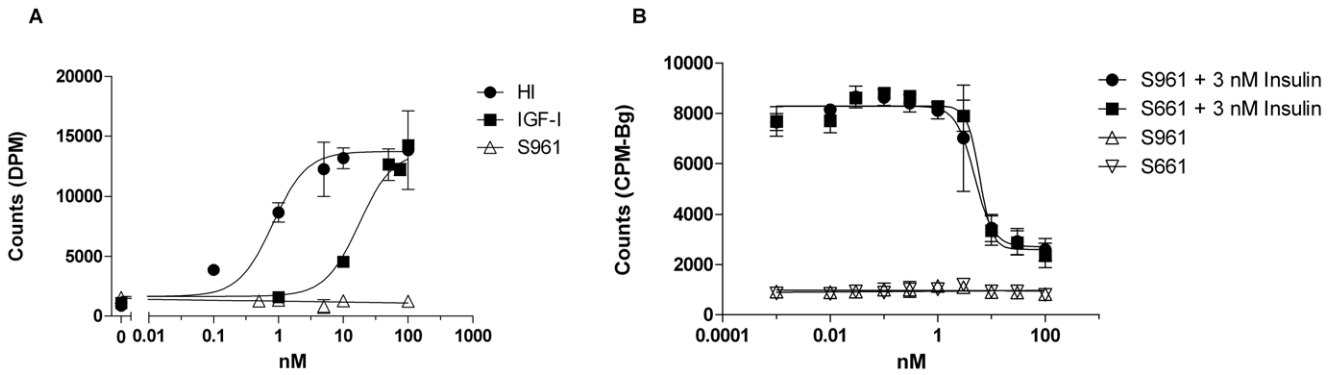 A
Counts (DPM)
20000
15000
10000
5000
0
0 0.01 0.1 1 10 100 1000
nM
HI
IGF-I
S961
B
Counts (CPM-Bg)
10000
8000
6000
4000
2000
0
0.0001 0.01 1 100
nM
S961 + 3 nM Insulin
S661 + 3 nM Insulin
S961
S661